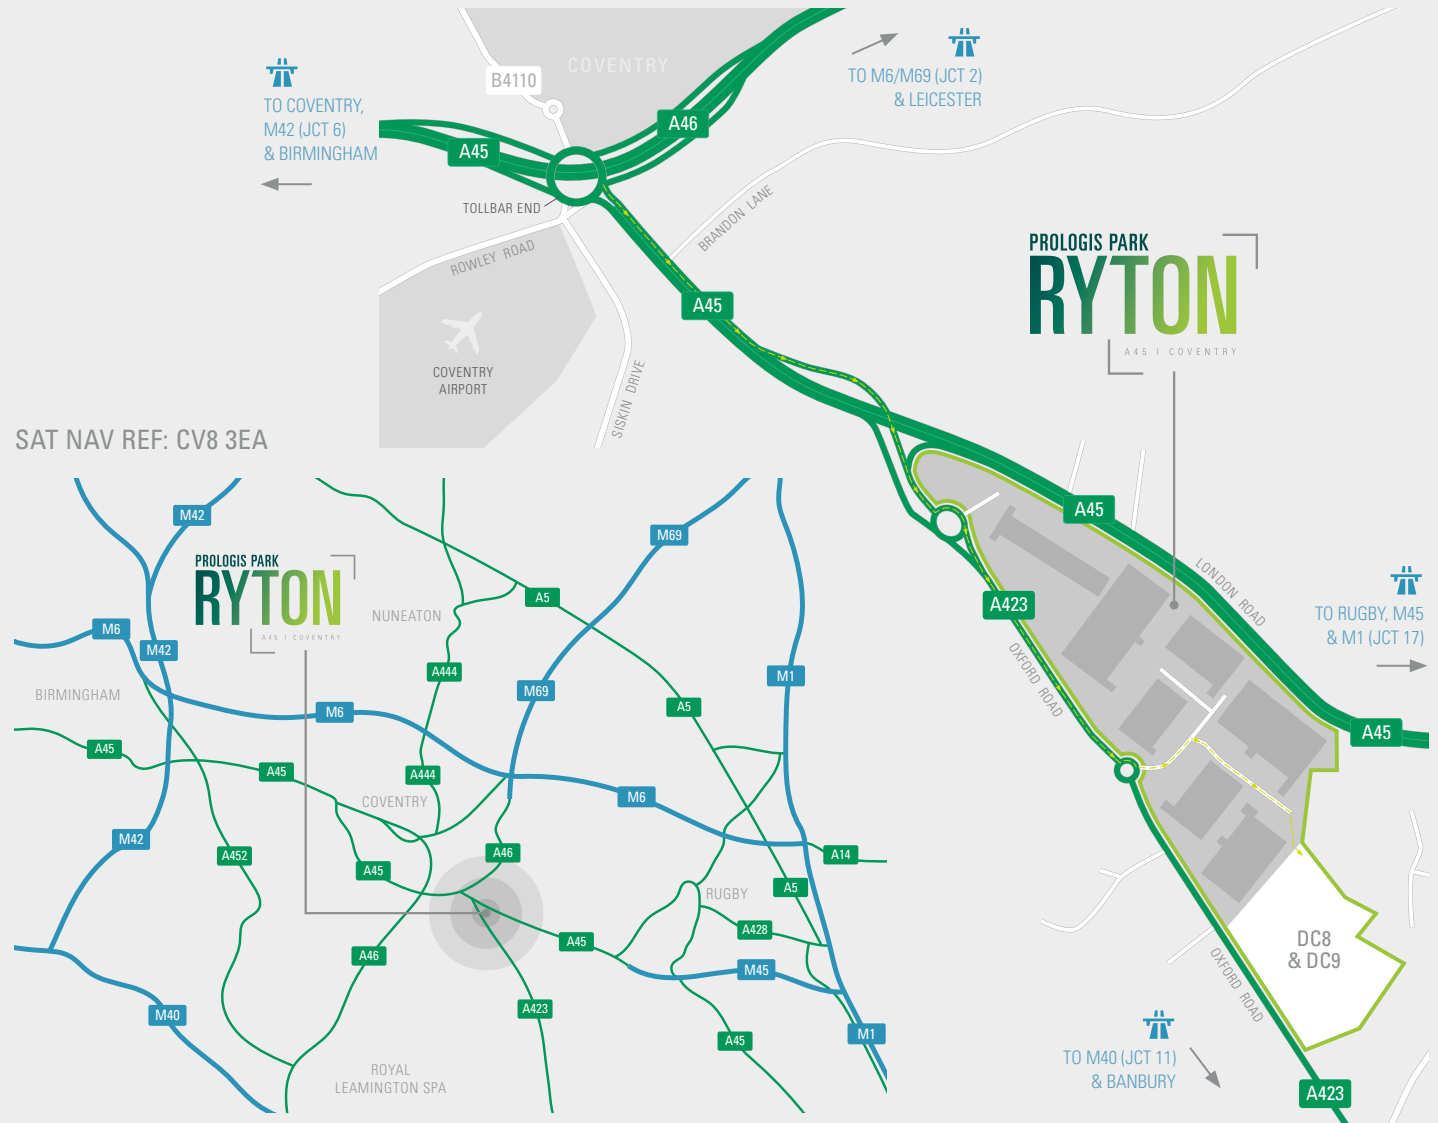 COVENTRY
B4110
TO COVENTRY,
M42 (JCT 6)
& BIRMINGHAM
A45
A46
TO M6/M69 (JCT 2)
& LEICESTER
TOLLBAR END
ROWLEY ROAD
BRANDON LANE
A45
COVENTRY
AIRPORT
SISKIN DRIVE
PROLOGIS PARK
RYTON
A45 | COVENTRY
SAT NAV REF: CV8 3EA
A45
LONDON ROAD
A423
OXFORD ROAD
TO RUGBY, M45
& M1 (JCT 17)
A45
DC8
& DC9
OXFORD ROAD
TO M40 (JCT 11)
& BANBURY
A423
M42
PROLOGIS PARK
RYTON
A45 | COVENTRY
M69
A5
NUNEATON
M6
M42
A444
M69
M1
BIRMINGHAM
M6
A5
A45
A45
A444
COVENTRY
M6
M42
A452
A45
A46
A14
A5
RUGBY
A428
A46
A45
M45
M40
A423
A45
M1
ROYAL
LEAMINGTON SPA